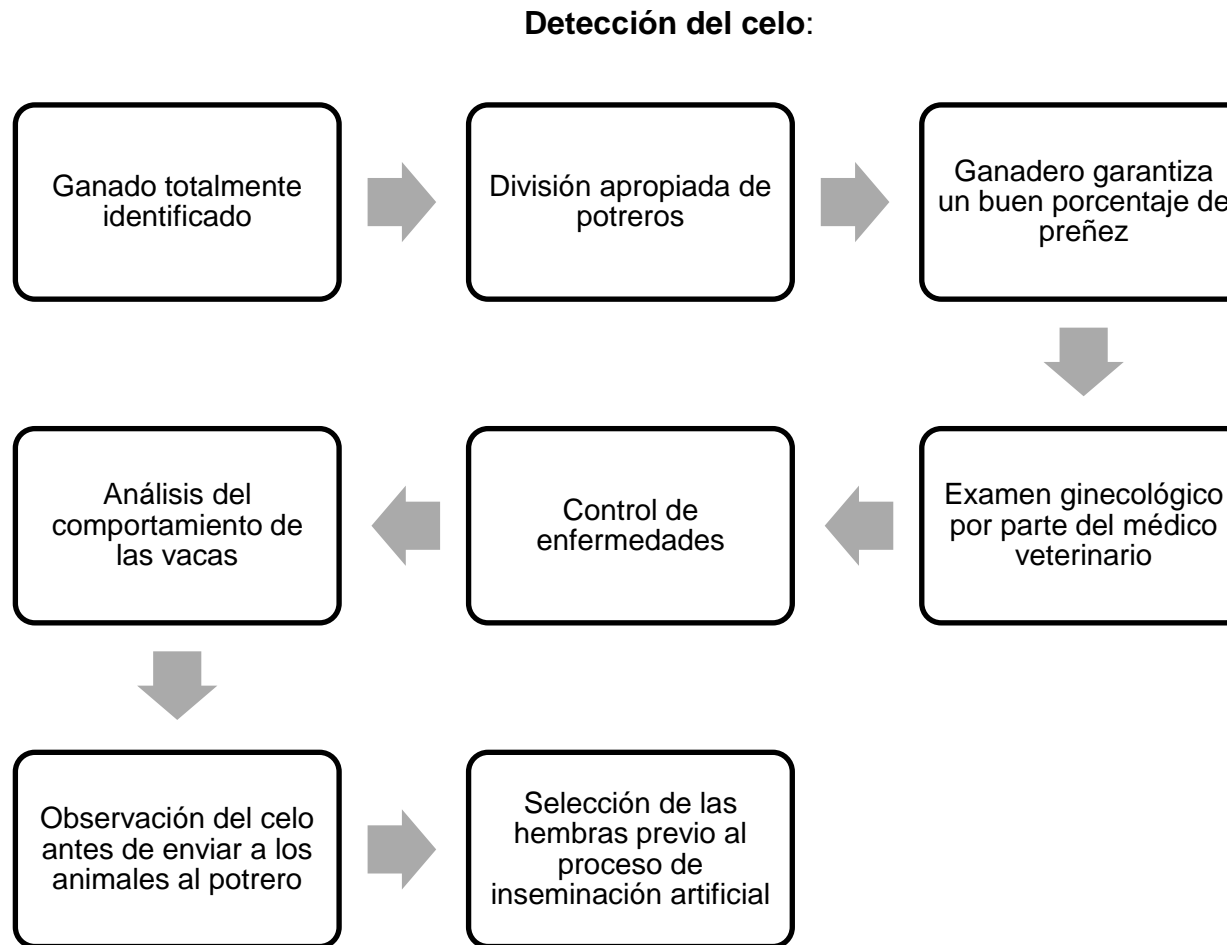 Detección del celo:
Ganado totalmente
identificado
División apropiada de
potreros
Ganadero garantiza
un buen porcentaje de
preñez
Examen ginecológico
por parte del médico
veterinario
Control de
enfermedades
Análisis del
comportamiento de
las vacas
Observación del celo
antes de enviar a los
animales al potrero
Selección de las
hembras previo al
proceso de
inseminación artificial